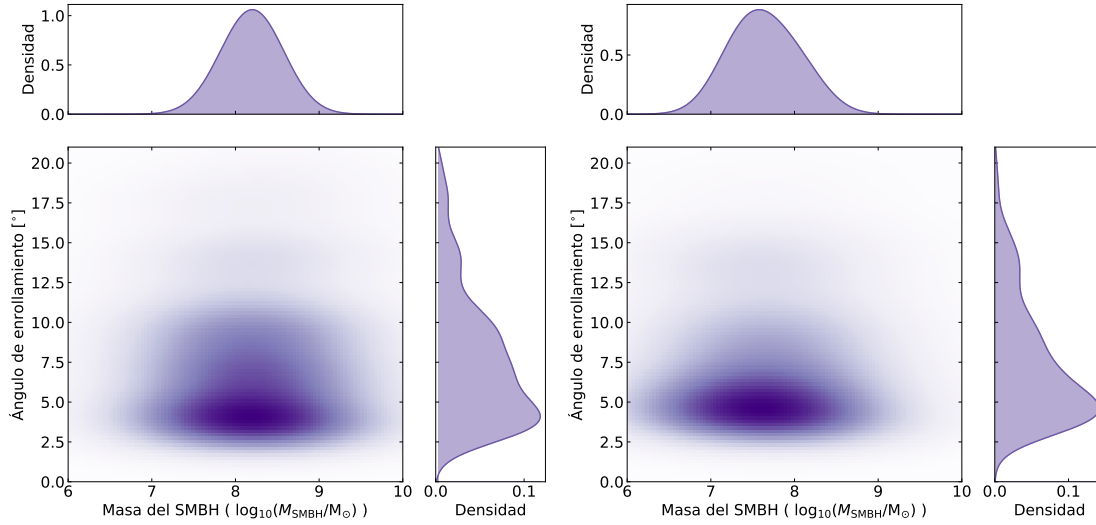 Densidad
1.0
0.5
0.0
Densidad
0.5
0.0
Ángulo de enrollamiento [°]
20.0
17.5
15.0
12.5
10.0
7.5
5.0
2.5
0.0
6 7 8 9 10
Masa del SMBH ( log₁₀(M_SMBH/M☉) )
0.0 0.1
Densidad
Ángulo de enrollamiento [°]
20.0
17.5
15.0
12.5
10.0
7.5
5.0
2.5
0.0
6 7 8 9 10
Masa del SMBH ( log₁₀(M_SMBH/M☉) )
0.0 0.1
Densidad